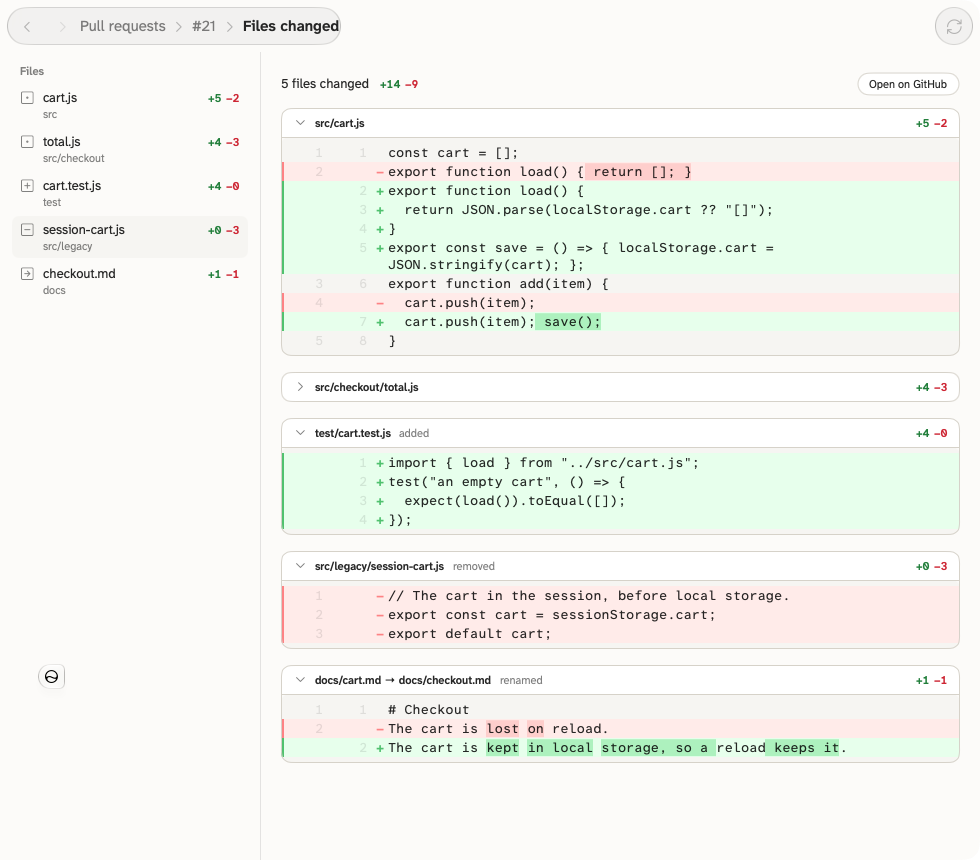 Pull requests > #21 > Files changed
Files
cart.js +5 −2
src
total.js +4 −3
src/checkout
cart.test.js +4 −0
test
session-cart.js +0 −3
src/legacy
checkout.md +1 −1
docs
5 files changed +14 −9
Open on GitHub
src/cart.js +5 −2
1 1 const cart = [];
2 −export function load() { return []; }
2 +export function load() {
3 +  return JSON.parse(localStorage.cart ?? "[]");
4 +}
5 +export const save = () => { localStorage.cart =
JSON.stringify(cart); };
3 6 export function add(item) {
4 −  cart.push(item);
7 +  cart.push(item); save();
5 8 }
src/checkout/total.js +4 −3
test/cart.test.js added +4 −0
1 +import { load } from "../src/cart.js";
2 +test("an empty cart", () => {
3 +  expect(load()).toEqual([]);
4 +});
src/legacy/session-cart.js removed +0 −3
1 −// The cart in the session, before local storage.
2 −export const cart = sessionStorage.cart;
3 −export default cart;
docs/cart.md → docs/checkout.md renamed +1 −1
1 1 # Checkout
2 −The cart is lost on reload.
2 +The cart is kept in local storage, so a reload keeps it.